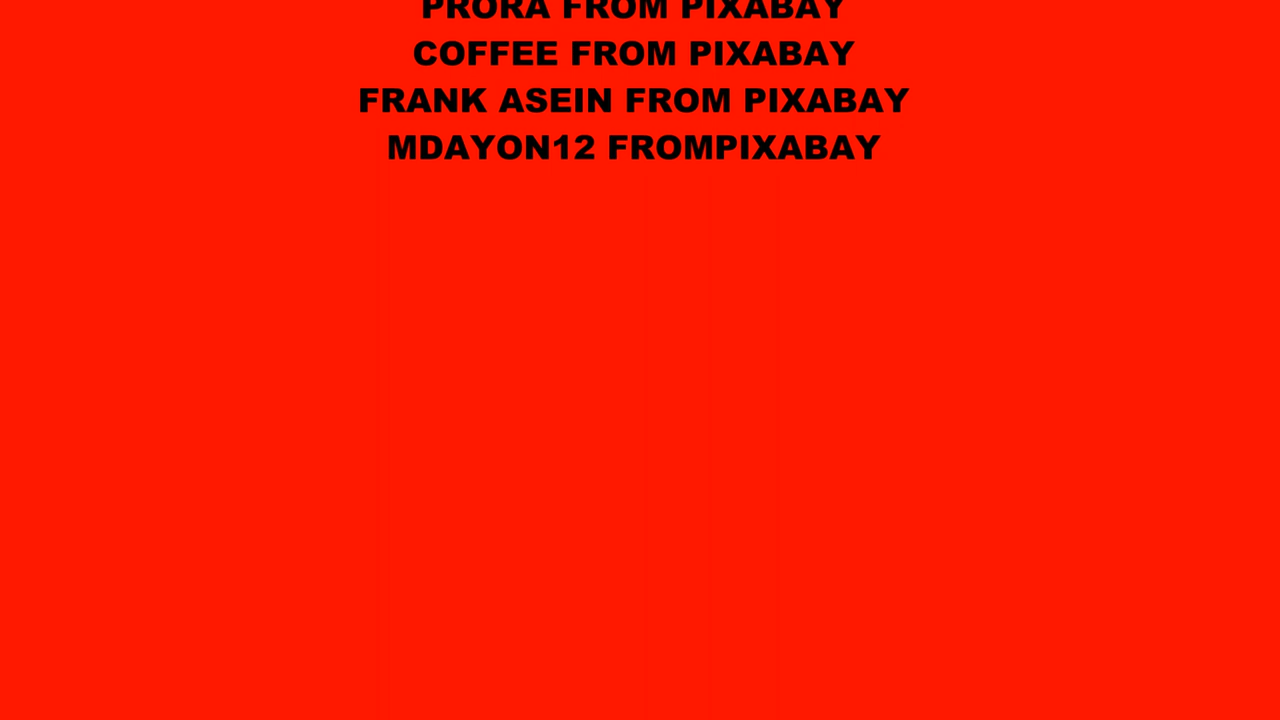 PRORA FROM PIXABAY
COFFEE FROM PIXABAY
FRANK ASEIN FROM PIXABAY
MDAYON12 FROMPIXABAY